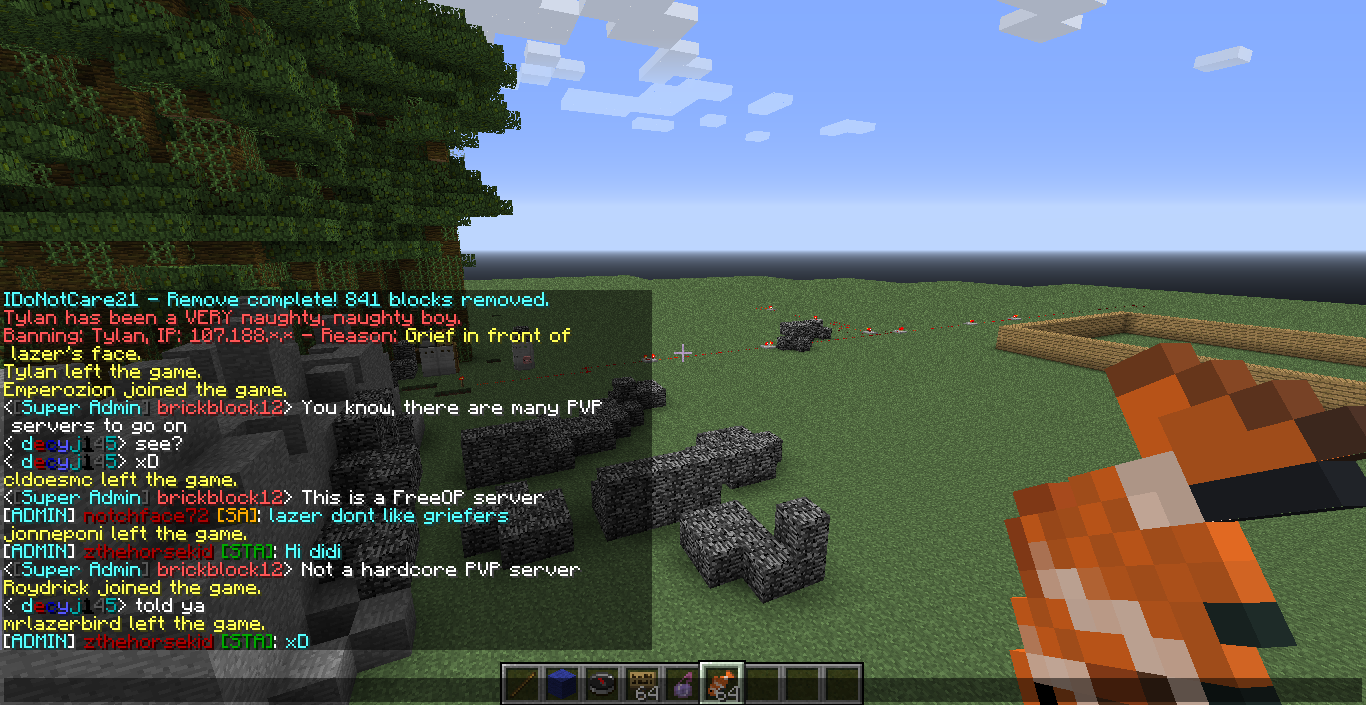 IDoNotCare21 - Remove complete! 841 blocks removed.
Tylan has been a VERY naughty, naughty boy.
Banning: Tylan, IP: 107.188.x.x - Reason: Grief in front of
lazer's face.
Tylan left the game.
Emperozion joined the game.
<[Super Admin] brickblock12> You know, there are many PVP
servers to go on
< decyj145> see?
< decyj145> xD
cldoesmc left the game.
<[Super Admin] brickblock12> This is a FreeOP server
[ADMIN] notchface72 [SA]: lazer dont like griefers
jonneponi left the game.
[ADMIN] zthehorsekid [STA]: Hi didi
<[Super Admin] brickblock12> Not a hardcore PVP server
Roydrick joined the game.
< decyj145> told ya
mrlazerbird left the game.
[ADMIN] zthehorsekid [STA]: xD
64 64